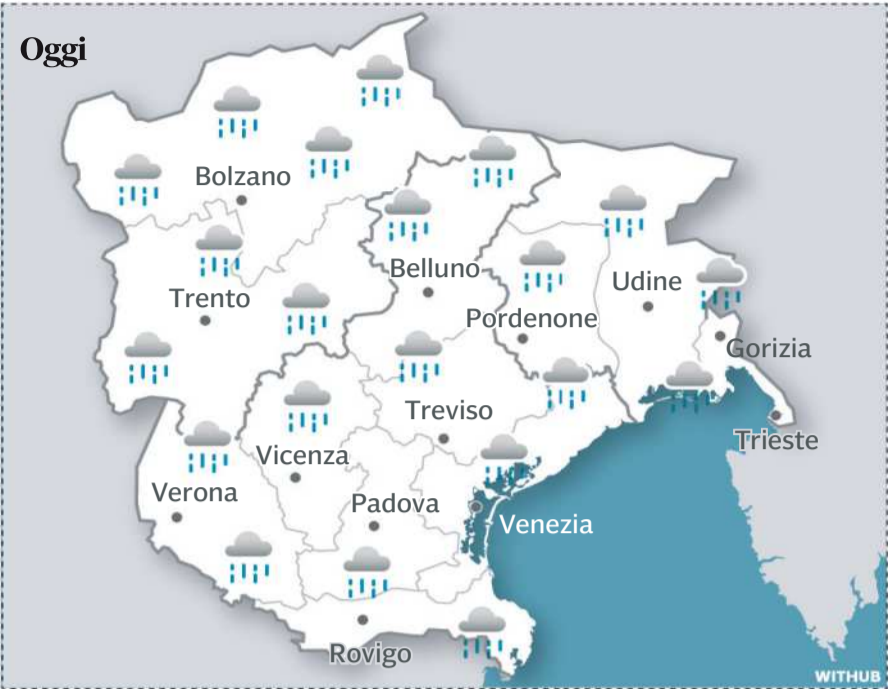 Oggi
Bolzano
Belluno
Trento
Udine
Pordenone
Gorizia
Treviso
Trieste
Vicenza
Verona
Padova
Venezia
Rovigo
WITHUB